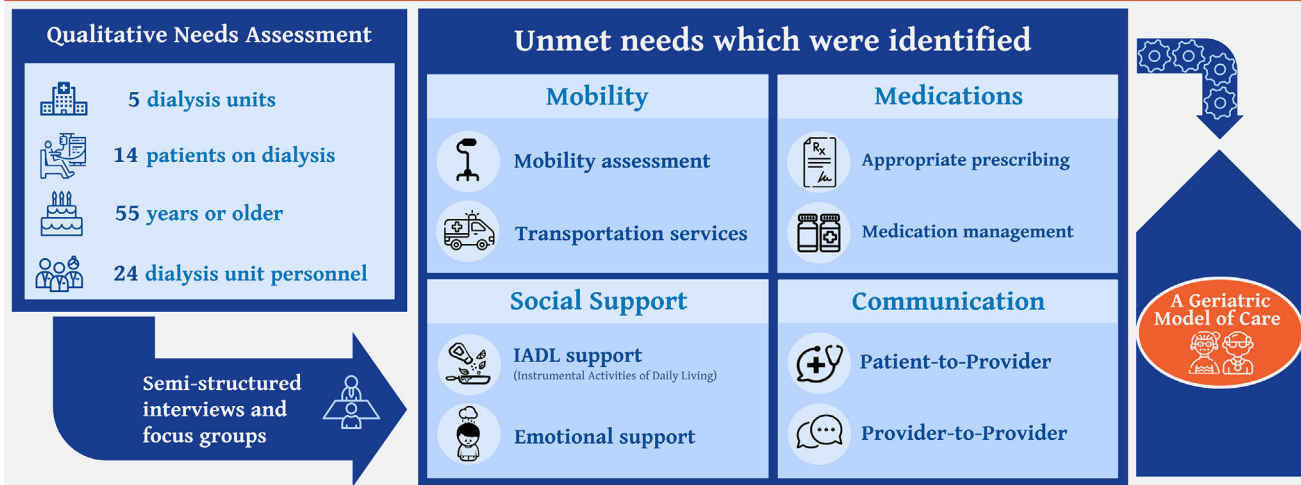 Qualitative Needs Assessment
5 dialysis units
14 patients on dialysis
55 years or older
24 dialysis unit personnel
Semi-structured
interviews and
focus groups
Unmet needs which were identified
Mobility
Mobility assessment
Transportation services
Medications
Rx
Appropriate prescribing
Medication management
Social Support
IADL support
(Instrumental Activities of Daily Living)
Emotional support
Communication
Patient-to-Provider
Provider-to-Provider
A Geriatric
Model of Care